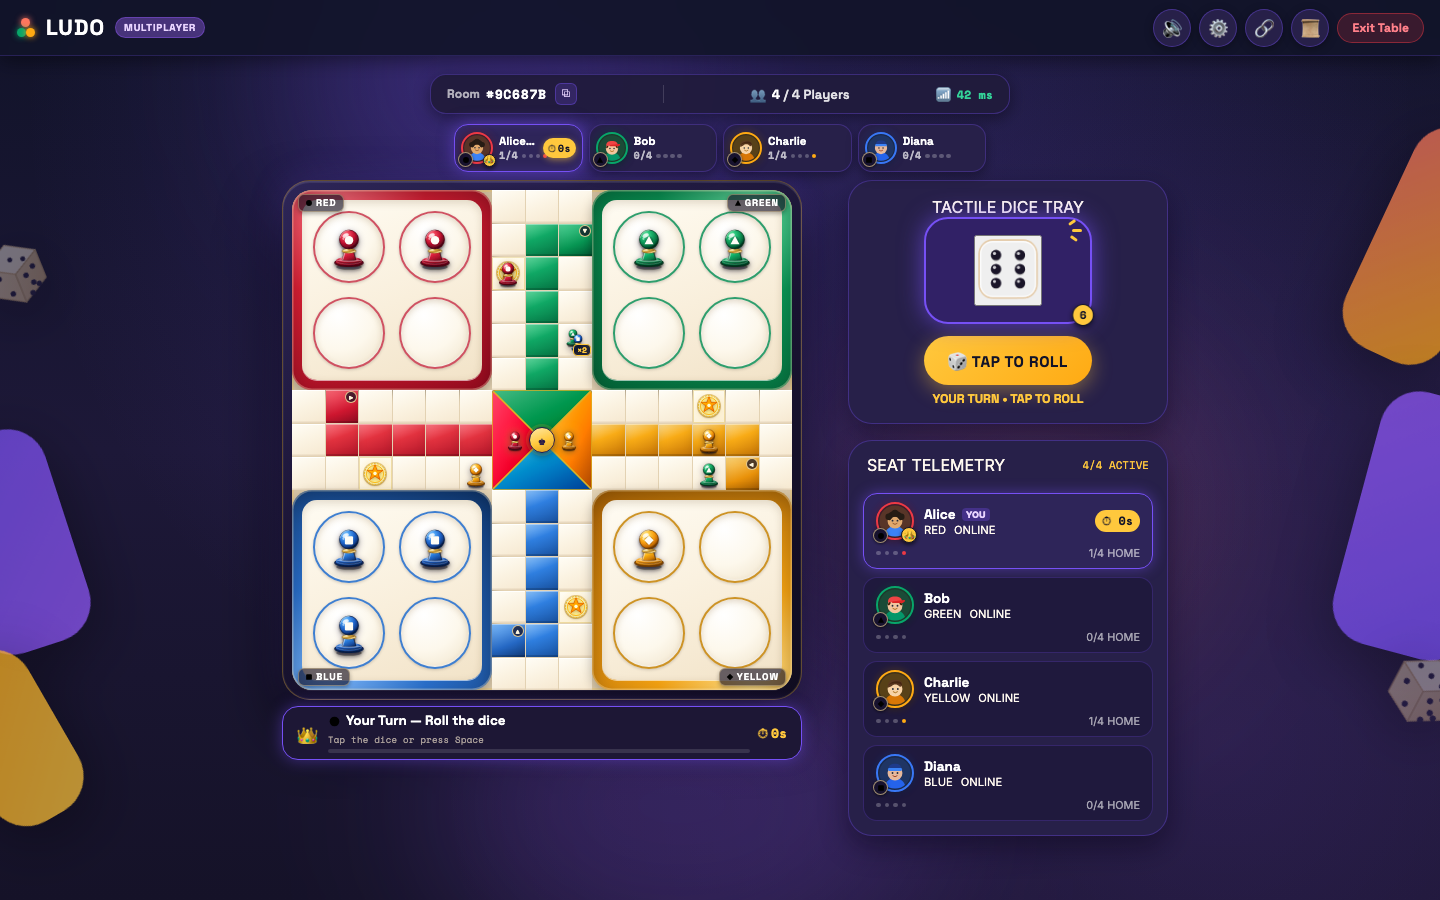 LUDO MULTIPLAYER
Exit Table
Room #9C687B
4 / 4 Players
42 ms
Alice...
1/4
0s
Bob
0/4
Charlie
1/4
Diana
0/4
RED
GREEN
×2
BLUE
YELLOW
Your Turn — Roll the dice
Tap the dice or press Space
0s
TACTILE DICE TRAY
6
TAP TO ROLL
YOUR TURN • TAP TO ROLL
SEAT TELEMETRY
4/4 ACTIVE
Alice YOU
RED ONLINE
0s
1/4 HOME
Bob
GREEN ONLINE
0/4 HOME
Charlie
YELLOW ONLINE
1/4 HOME
Diana
BLUE ONLINE
0/4 HOME